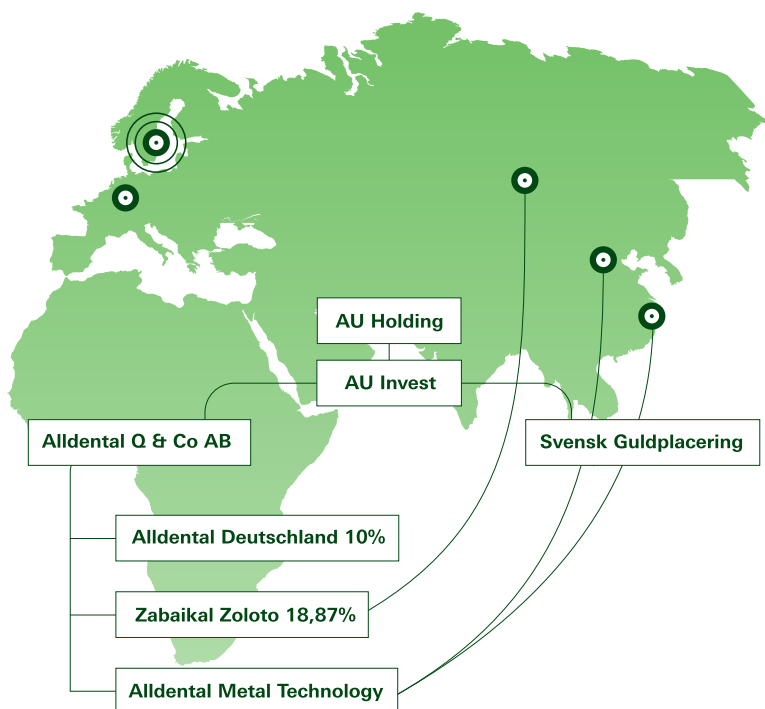 AU Holding
AU Invest
Alldental Q & Co AB
Svensk Guldplacering
Alldental Deutschland 10%
Zabaikal Zoloto 18,87%
Alldental Metal Technology